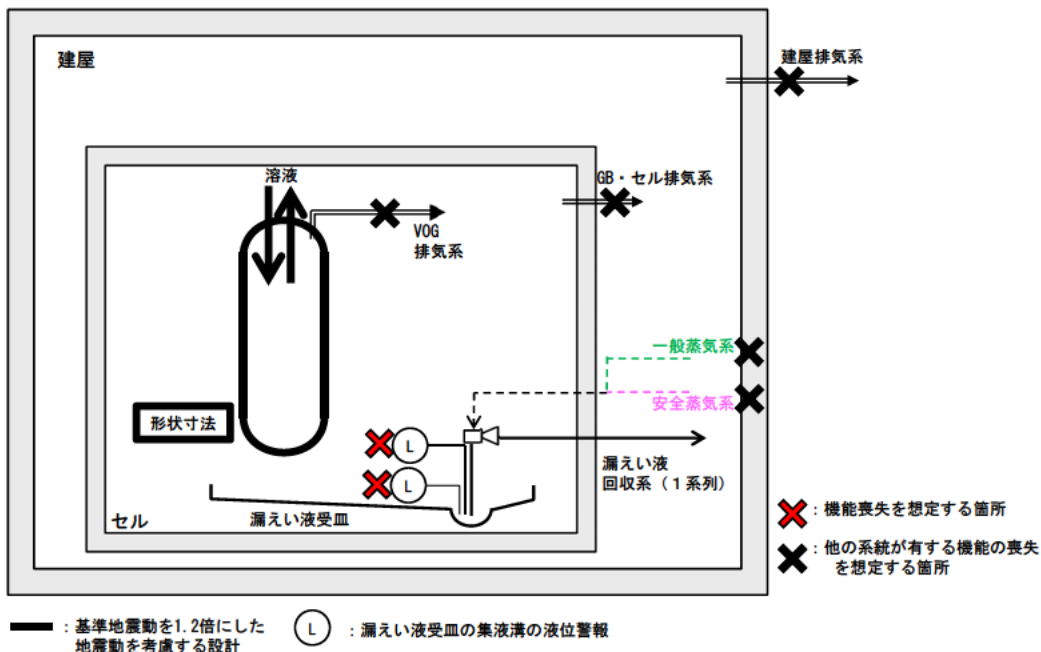 建屋
建屋排気系
溶液
GB・セル排気系
VOG
排気系
一般蒸気系
安全蒸気系
形状寸法
L
L
漏えい液
回収系（１系列）
漏えい液受皿
セル
：機能喪失を想定する箇所
：他の系統が有する機能の喪失
を想定する箇所
：基準地震動を1.2倍にした
地震動を考慮する設計
L
：漏えい液受皿の集液溝の液位警報